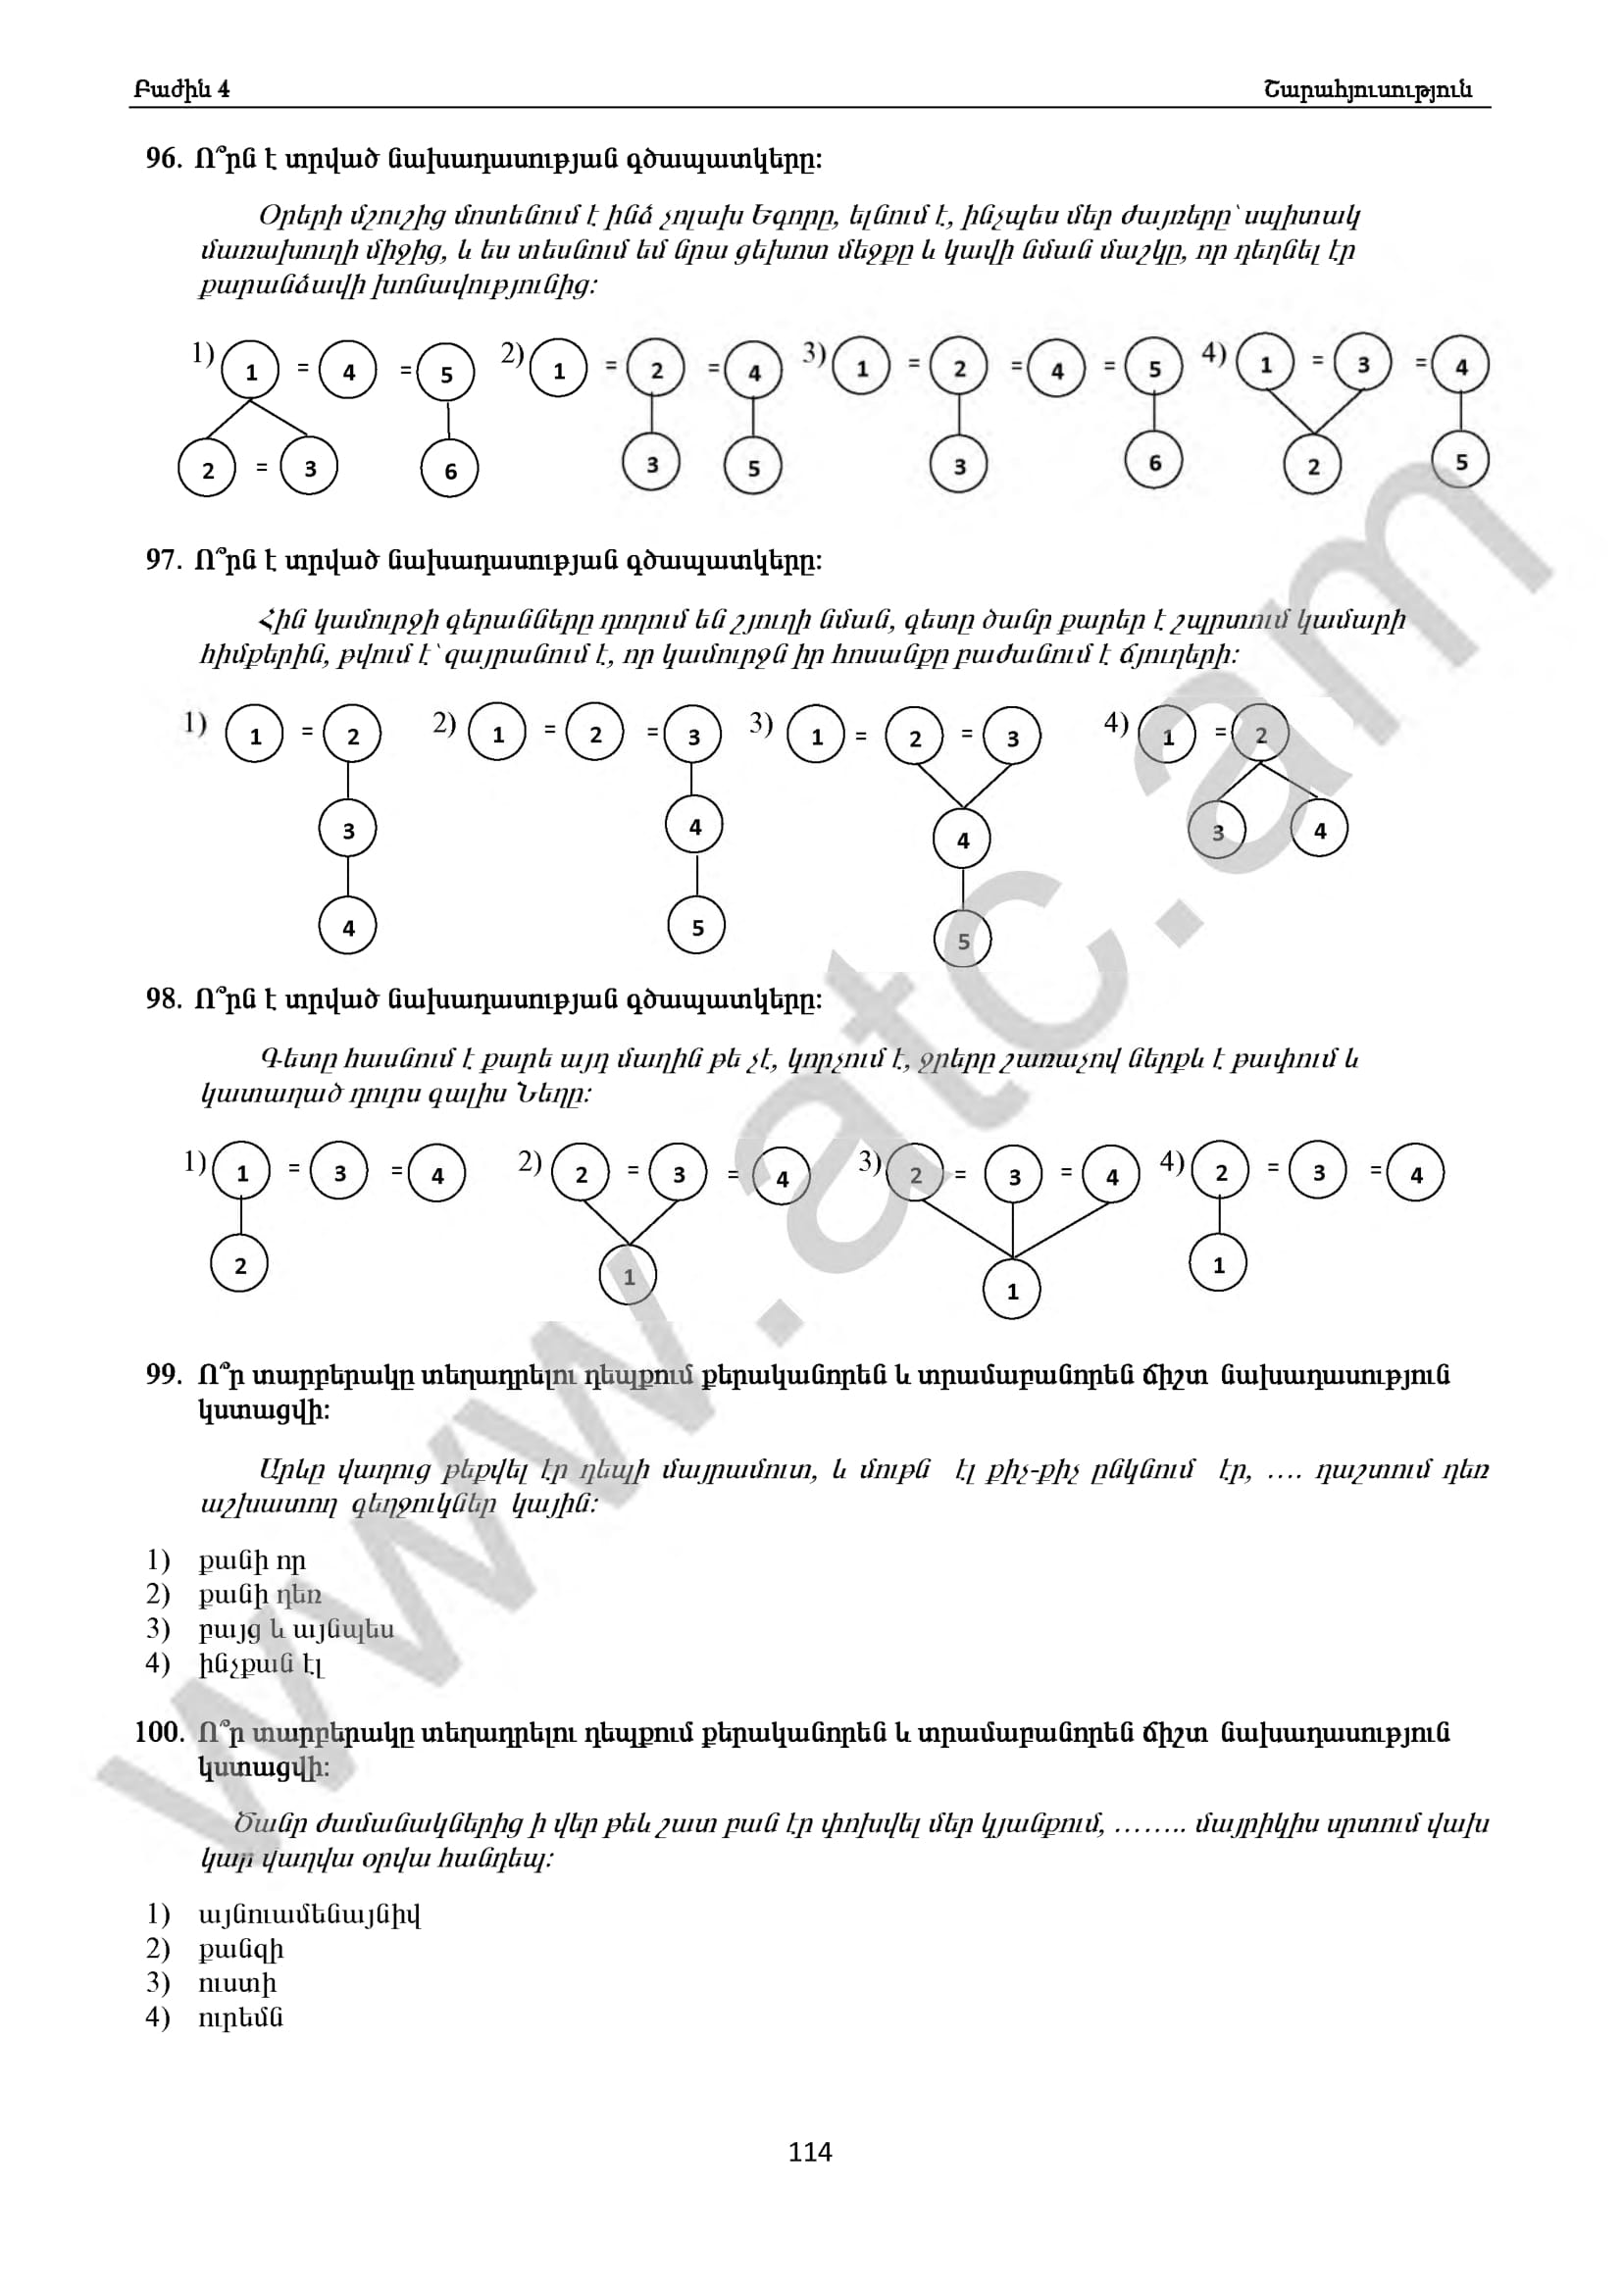 Բաժին 4 Շարահյուսություն
96. Ո՞րն է տրված նախադասության գծապատկերը:
Օրերի մշուշից մոտենում է ինձ չոլախ Եգորը, ելնում է, ինչպես մեր ժայռերը՝ սպիտակ
մառախուղի միջից, և ես տեսնում եմ նրա ցեխոտ մեջքը և կավի նման մաշկը, որ դեղնել էր
քարանձավի խոնավությունից:
1) 1 = 4 = 5 2) 1 = 2 = 4 3) 1 = 2 = 4 = 5 4) 1 = 3 = 4
2 = 3 6 3 5 3 6 2 5
97. Ո՞րն է տրված նախադասության գծապատկերը:
Հին կամուրջի գերանները դողում են շյուղի նման, գետը ծանր քարեր է շպրտում կամարի
հիմքերին, թվում է՝ զայրանում է, որ կամուրջն իր հոսանքը բաժանում է ճյուղերի:
1) 1 = 2 2) 1 = 2 = 3 3) 1 = 2 = 3 4) 1 = 2
3 4 4 3 4
4 5 5
98. Ո՞րն է տրված նախադասության գծապատկերը:
Գետը հասնում է քարե այդ մաղին թե չէ, կորչում է, ջրերը շառաչով ներքև է թափում և
կատաղած դուրս գալիս Նեղը:
1) 1 = 3 = 4 2) 2 = 3 = 4 3) 2 = 3 = 4 4) 2 = 3 = 4
2 1 1 1
99. Ո՞ր տարբերակը տեղադրելու դեպքում քերականորեն և տրամաբանորեն ճիշտ նախադասություն
կստացվի:
Արևը վաղուց թեքվել էր դեպի մայրամուտ, և մութն էլ քիչ-քիչ ընկնում էր, .... դաշտում դեռ
աշխատող գեղջուկներ կային:
1) քանի որ
2) քանի դեռ
3) բայց և այնպես
4) ինչքան էլ
100. Ո՞ր տարբերակը տեղադրելու դեպքում քերականորեն և տրամաբանորեն ճիշտ նախադասություն
կստացվի:
Ծանր ժամանակներից ի վեր թեև շատ բան էր փոխվել մեր կյանքում, …….. մայրիկիս սրտում վախ
կար վաղվա օրվա հանդեպ:
1) այնուամենայնիվ
2) քանզի
3) ուստի
4) ուրեմն
114
www.atc.am